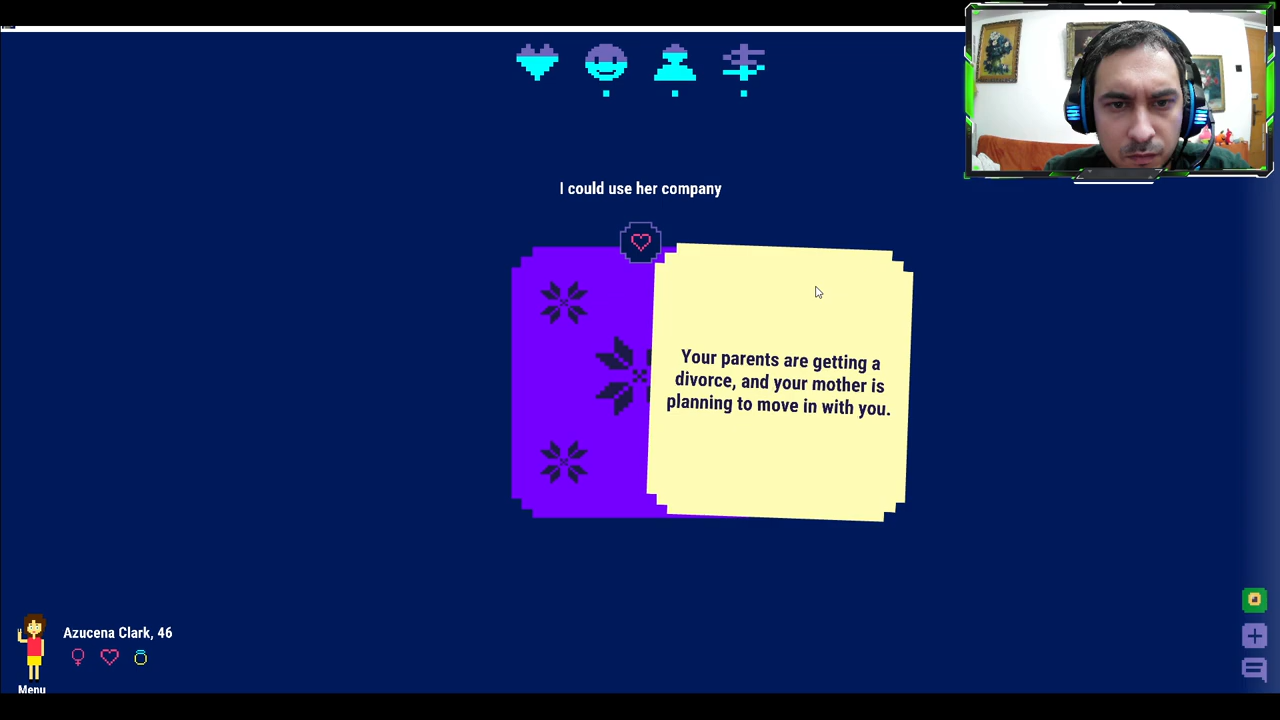 I could use her company
Your parents are getting a
divorce, and your mother is
planning to move in with you.
Azucena Clark, 46
Menu